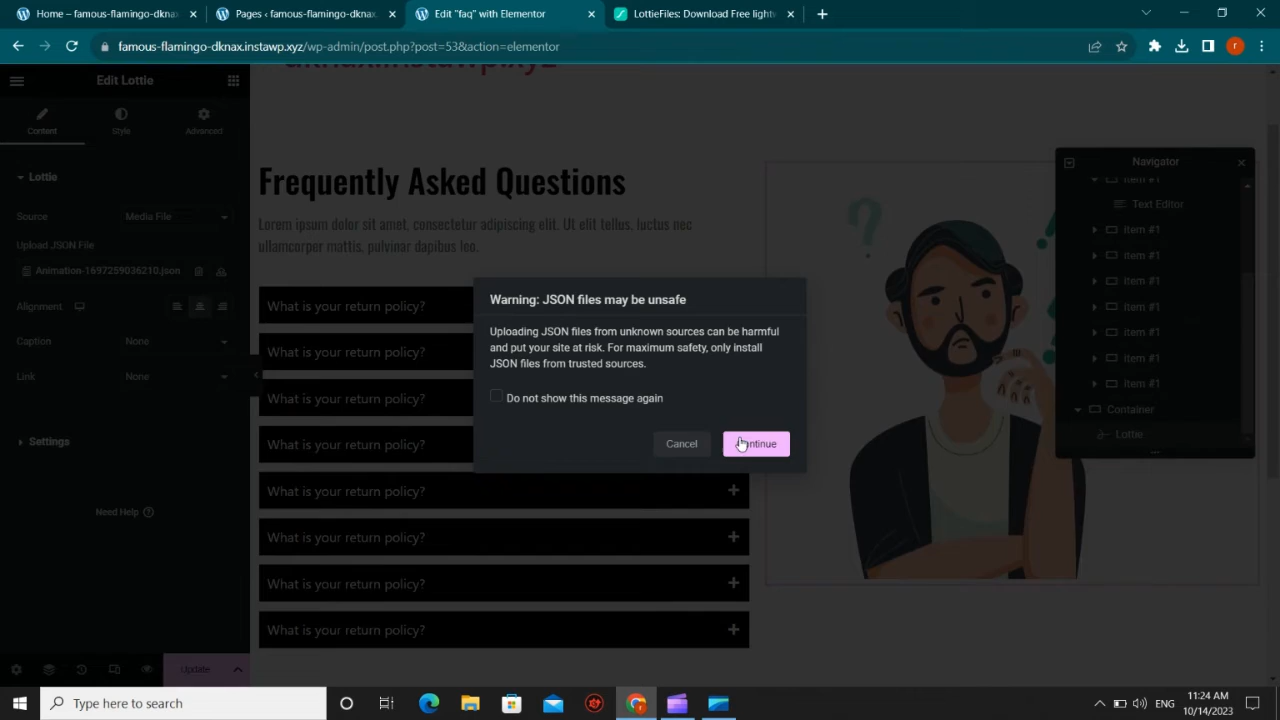 Home ‹ famous-flamingo-dknax
Pages ‹ famous-flamingo-dknax.
Edit "faq" with Elementor
LottieFiles: Download Free light
famous-flamingo-dknax.instawp.xyz/wp-admin/post.php?post=53&action=elementor
Edit Lottie
Content
Style
Advanced
Lottie
Source
Media File
Upload JSON File
Animation-1697259036210.json
Alignment
Caption
None
Link
None
Settings
Need Help
Update
dknax.instawp.xyz
Frequently Asked Questions
Lorem ipsum dolor sit amet, consectetur adipiscing elit. Ut elit tellus, luctus nec
ullamcorper mattis, pulvinar dapibus leo.
What is your return policy?
What is your return policy?
What is your return policy?
What is your return policy?
What is your return policy?
What is your return policy?
What is your return policy?
What is your return policy?
Warning: JSON files may be unsafe
Uploading JSON files from unknown sources can be harmful
and put your site at risk. For maximum safety, only install
JSON files from trusted sources.
Do not show this message again
Cancel
Continue
Navigator
Item #1
Text Editor
Item #1
Item #1
Item #1
Item #1
Item #1
Item #1
Item #1
Container
Lottie
Type here to search
ENG
11:24 AM
10/14/2023